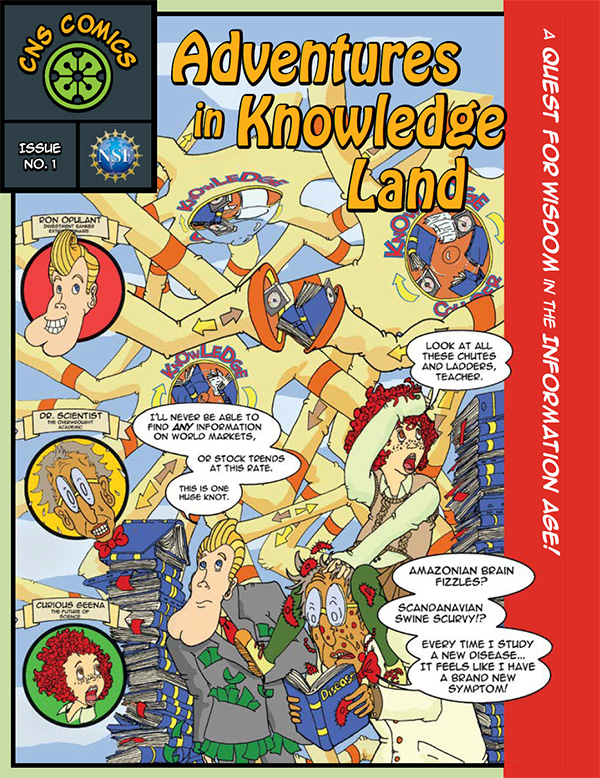 CNS COMICS
ISSUE
NO. 1
NSF
Adventures
in Knowledge
Land
A QUEST FOR WISDOM IN THE INFORMATION AGE!
KNOWLEDGE
KNOWLEDGE
RON OPULANT
INVESTMENT BANKER
KNOWLEDGE
LOOK AT ALL
THESE CHUTES
AND LADDERS,
TEACHER.
DR. SCIENTIST
THE OVERWROUGHT
ACADEMIC
I'LL NEVER BE ABLE TO
FIND ANY INFORMATION
ON WORLD MARKETS,
OR STOCK TRENDS
AT THIS RATE.
THIS IS ONE
HUGE KNOT.
CURIOUS GEENA
THE FUTURE OF
SCIENCE
AMAZONIAN BRAIN
FIZZLES?
SCANDANAVIAN
SWINE SCURVY!?
EVERY TIME I STUDY
A NEW DISEASE...
IT FEELS LIKE I HAVE
A BRAND NEW
SYMPTOM!